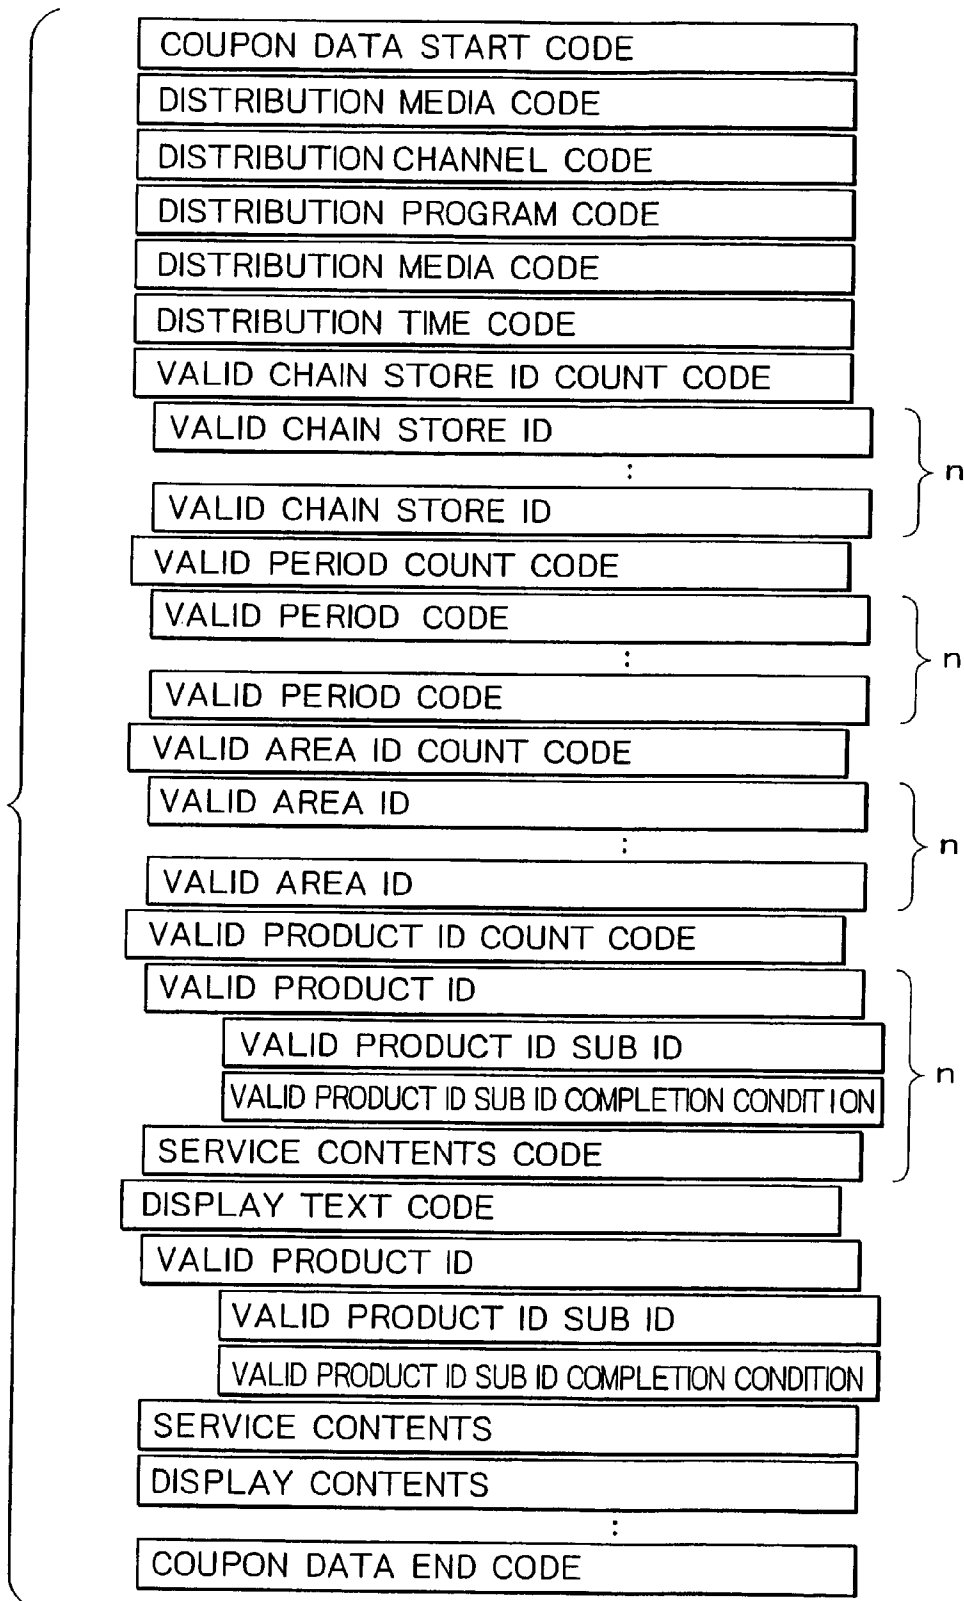 COUPON DATA START CODE
DISTRIBUTION MEDIA CODE
DISTRIBUTION CHANNEL CODE
DISTRIBUTION PROGRAM CODE
DISTRIBUTION MEDIA CODE
DISTRIBUTION TIME CODE
VALID CHAIN STORE ID COUNT CODE
VALID CHAIN STORE ID
:
n
VALID CHAIN STORE ID
VALID PERIOD COUNT CODE
VALID PERIOD CODE
:
n
VALID PERIOD CODE
VALID AREA ID COUNT CODE
VALID AREA ID
:
n
VALID AREA ID
VALID PRODUCT ID COUNT CODE
VALID PRODUCT ID
VALID PRODUCT ID SUB ID
n
VALID PRODUCT ID SUB ID COMPLETION CONDITION
SERVICE CONTENTS CODE
DISPLAY TEXT CODE
VALID PRODUCT ID
VALID PRODUCT ID SUB ID
VALID PRODUCT ID SUB ID COMPLETION CONDITION
SERVICE CONTENTS
DISPLAY CONTENTS
:
COUPON DATA END CODE